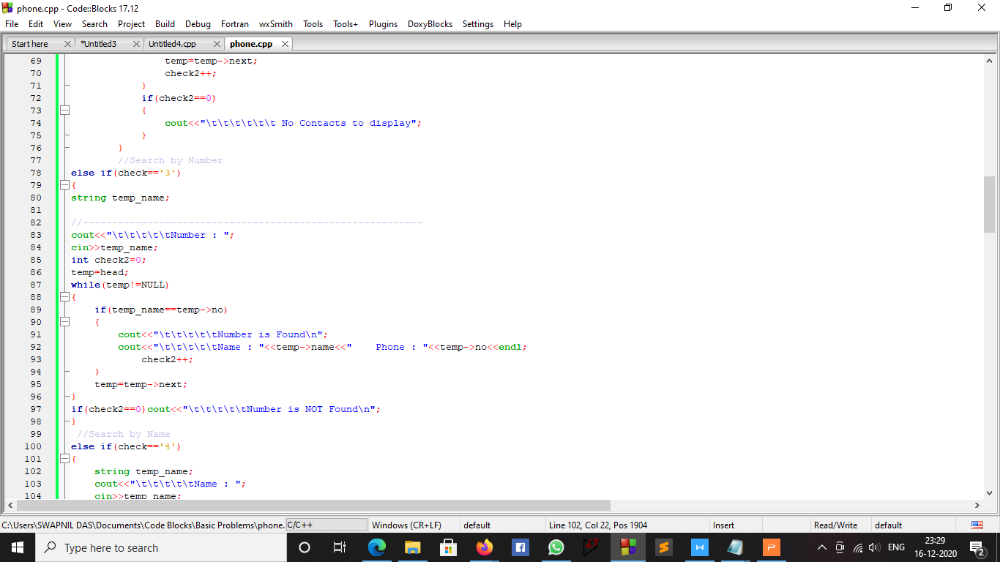 phone.cpp - Code::Blocks 17.12
File Edit View Search Project Build Debug Fortran wxSmith Tools Tools+ Plugins DoxyBlocks Settings Help
Start here *Untitled3 Untitled4.cpp phone.cpp
69 temp=temp->next;
70 check2++;
71 }
72 if(check2==0)
73 {
74 cout<<"\t\t\t\t\t\t No Contacts to display";
75 }
76 }
77 //Search by Number
78 else if(check=='3')
79 {
80 string temp_name;
81
82 //----------------------------------------------------------
83 cout<<"\t\t\t\t\tNumber : ";
84 cin>>temp_name;
85 int check2=0;
86 temp=head;
87 while(temp!=NULL)
88 {
89 if(temp_name==temp->no)
90 {
91 cout<<"\t\t\t\t\tNumber is Found\n";
92 cout<<"\t\t\t\t\tName : "<<temp->name<<"    Phone : "<<temp->no<<endl;
93 check2++;
94 }
95 temp=temp->next;
96 }
97 if(check2==0)cout<<"\t\t\t\t\tNumber is NOT Found\n";
98 }
99 //Search by Name
100 else if(check=='4')
101 {
102 string temp_name;
103 cout<<"\t\t\t\t\tName : ";
104 cin>>temp_name;
C:\Users\SWAPNIL DAS\Documents\Code Blocks\Basic Problems\phone. C/C++ Windows (CR+LF) default Line 102, Col 22, Pos 1904 Insert Read/Write default
Type here to search
ENG
23:29
16-12-2020
2